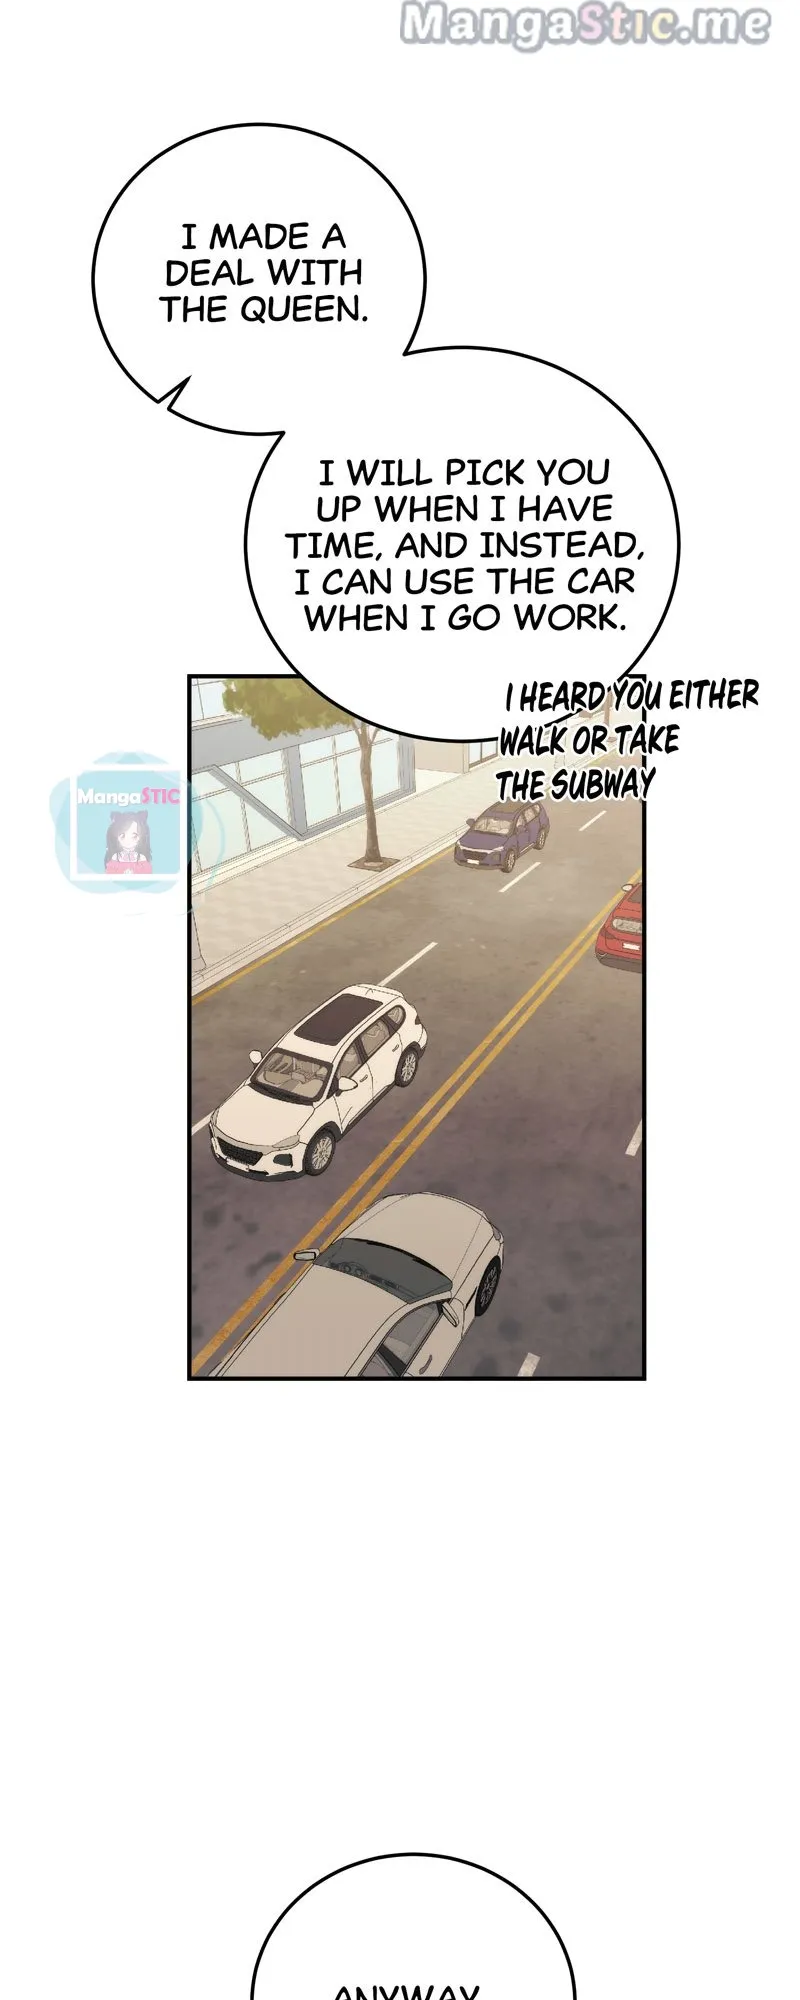 MangaStic.me
I MADE A
DEAL WITH
THE QUEEN.
I WILL PICK YOU
UP WHEN I HAVE
TIME, AND INSTEAD,
I CAN USE THE CAR
WHEN I GO WORK.
I HEARD YOU EITHER
WALK OR TAKE
THE SUBWAY
MangaSTIC
ANYWAY